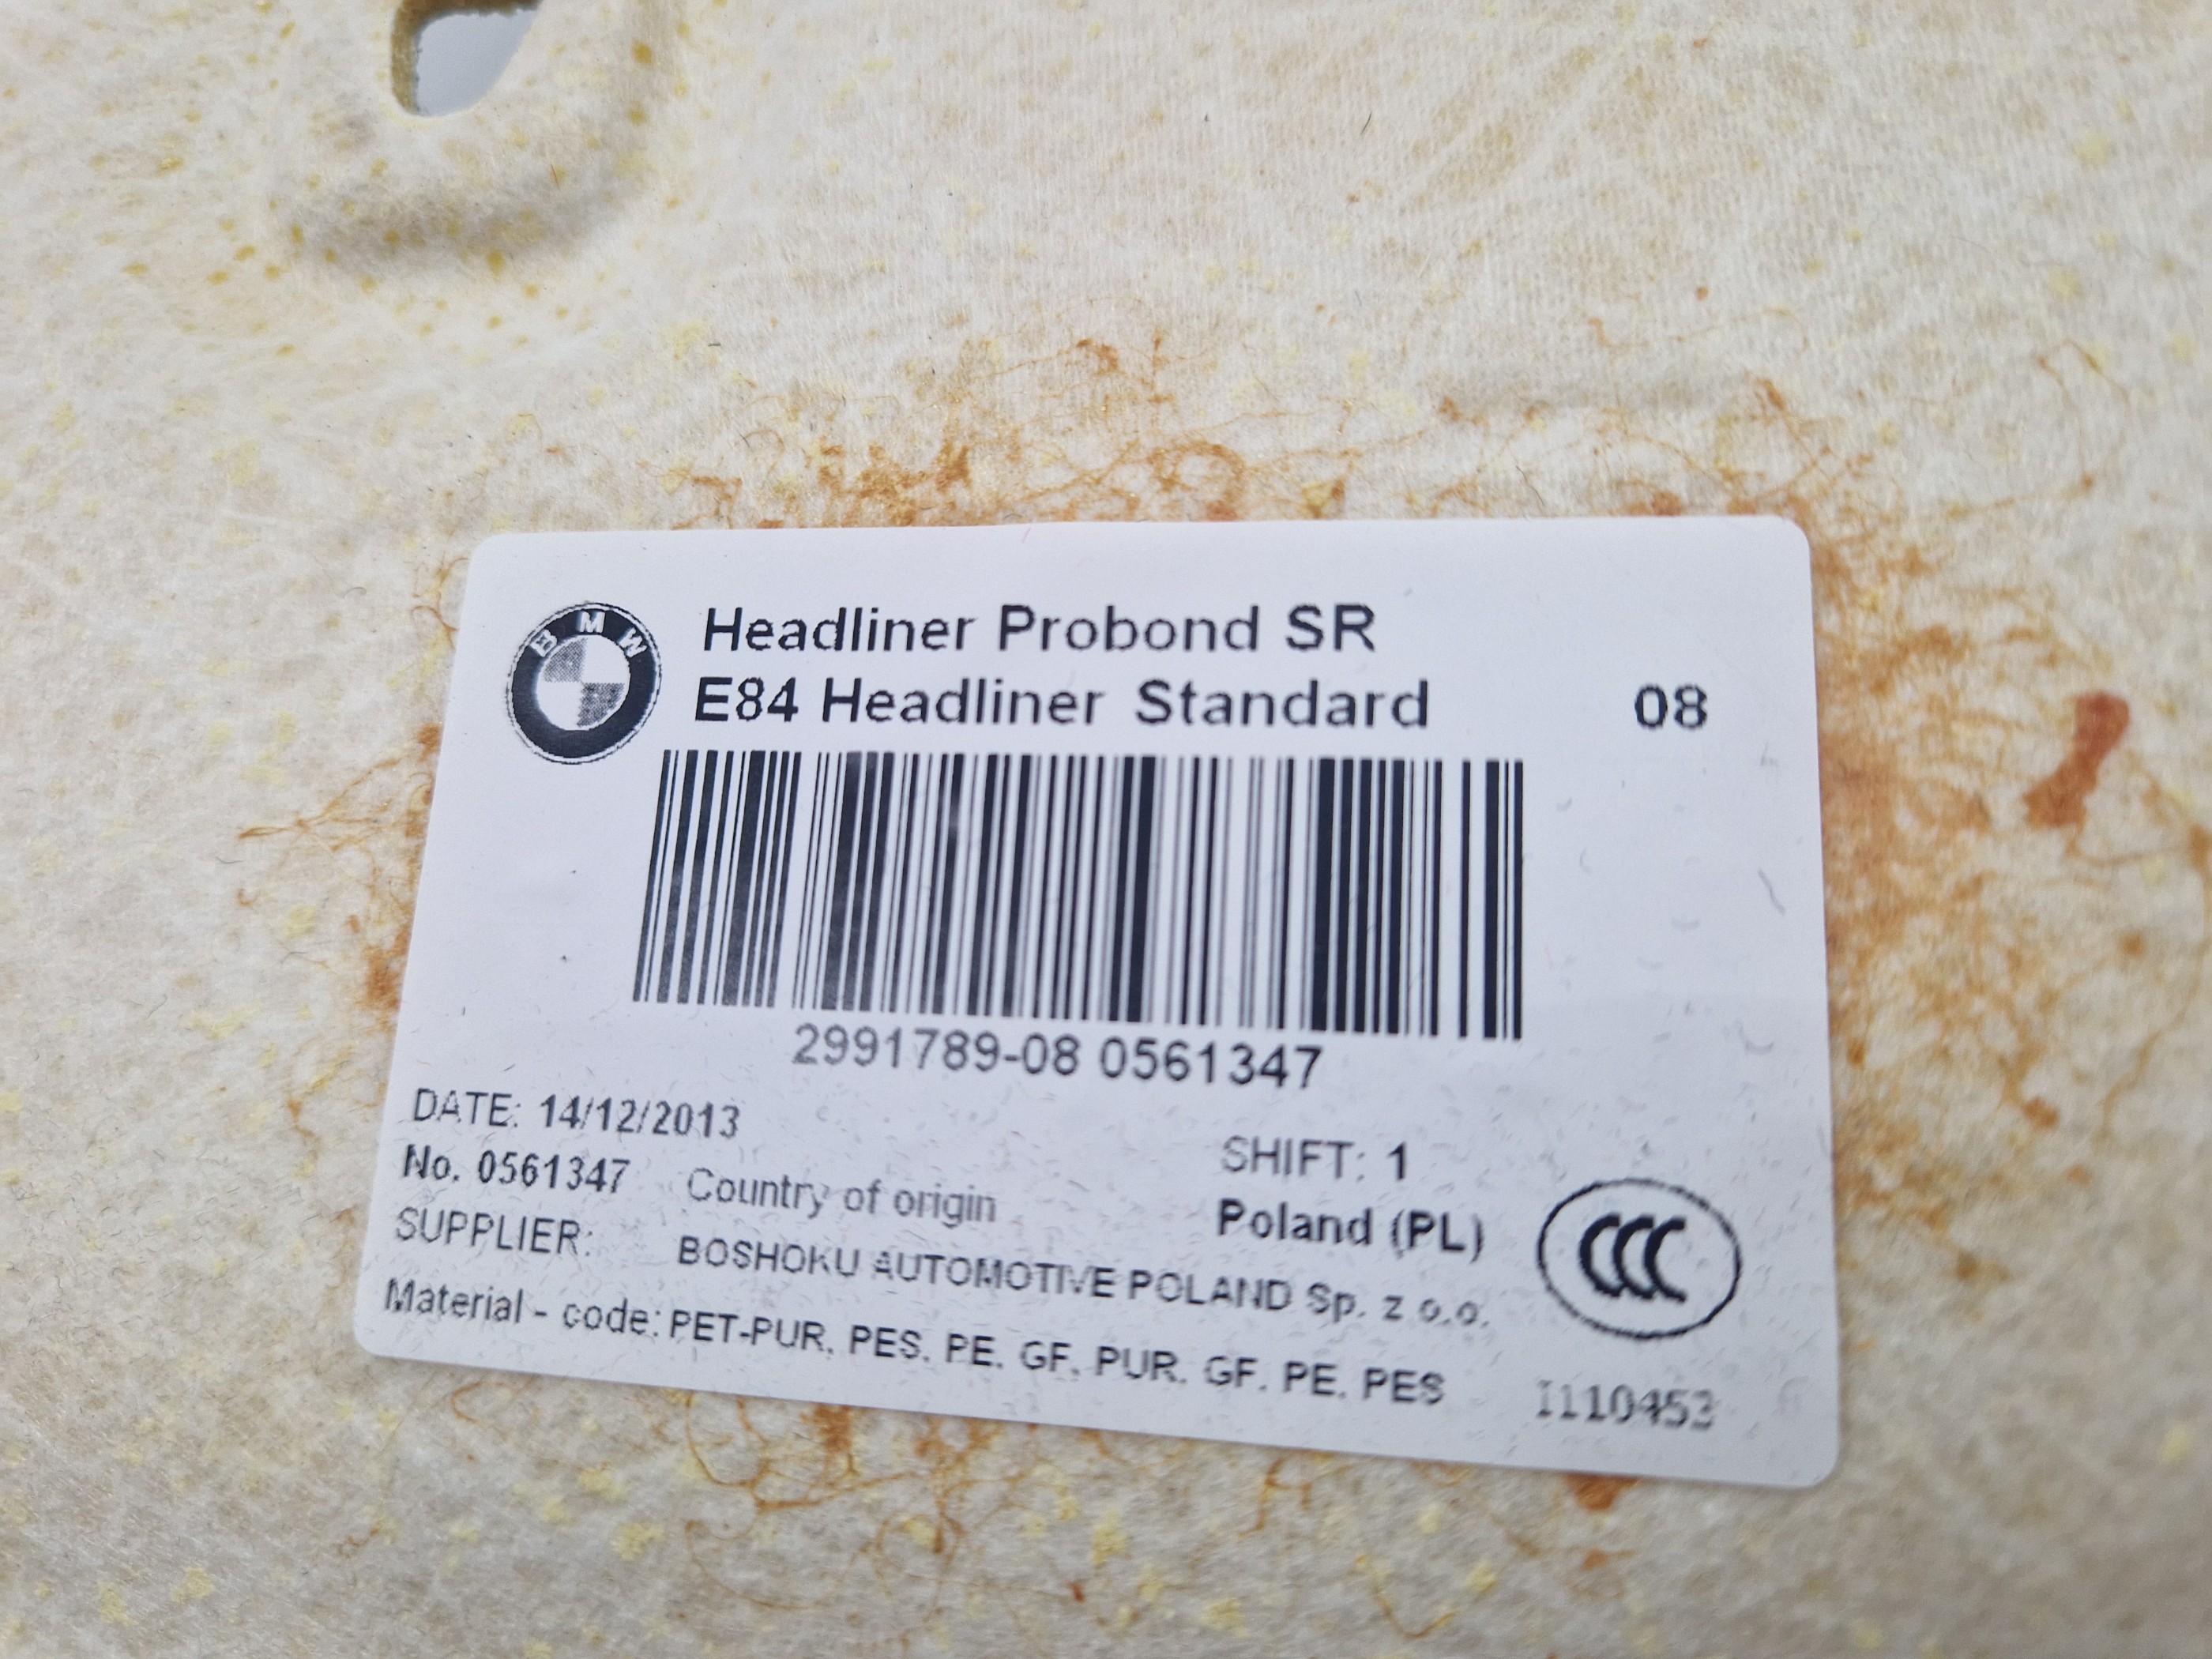 BMW
Headliner Probond SR
E84 Headliner Standard 08
2991789-08 0561347
DATE: 14/12/2013
SHIFT: 1
No. 0561347 Country of origin Poland (PL)
SUPPLIER: BOSHOKU AUTOMOTIVE POLAND Sp. z o.o.
CCC
Material - code: PET-PUR. PES. PE. GF. PUR. GF. PE. PES
1110453